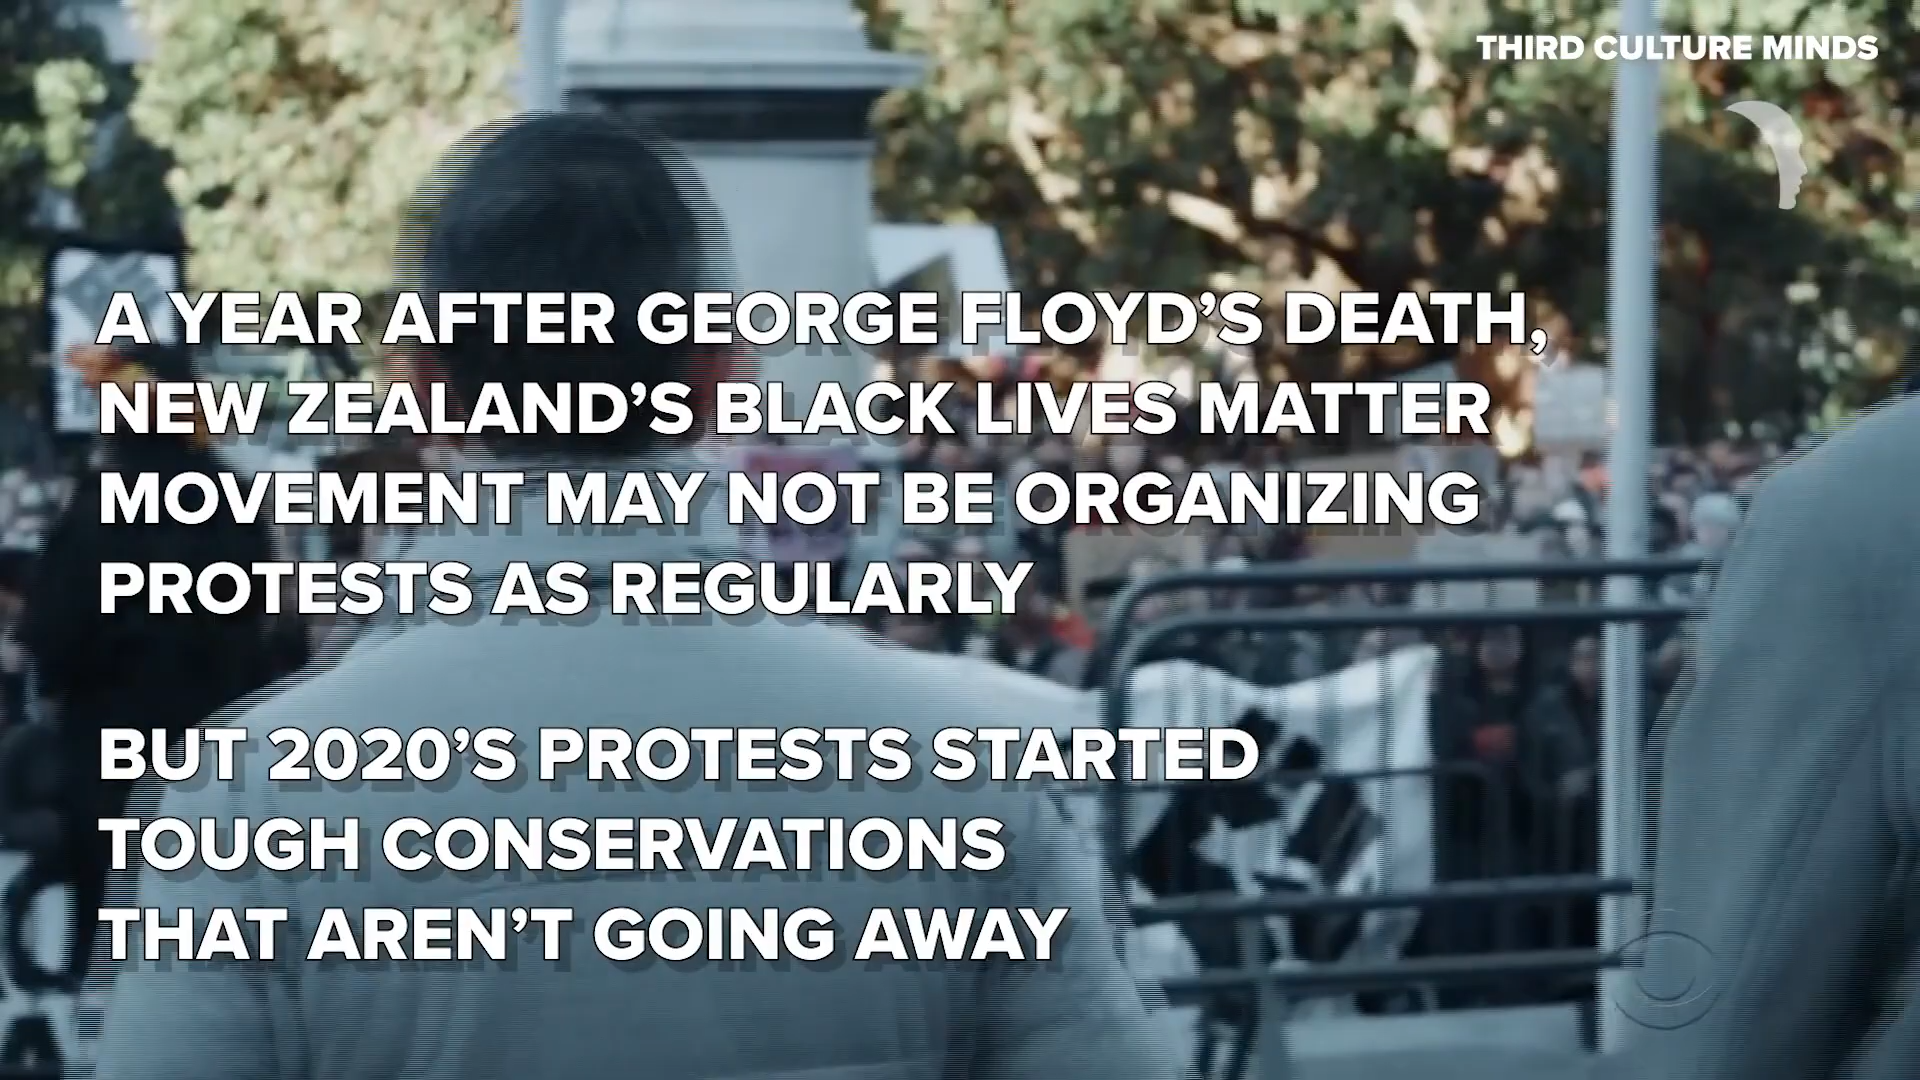 THIRD CULTURE MINDS
A YEAR AFTER GEORGE FLOYD’S DEATH,
NEW ZEALAND’S BLACK LIVES MATTER
MOVEMENT MAY NOT BE ORGANIZING
PROTESTS AS REGULARLY
BUT 2020’S PROTESTS STARTED
TOUGH CONSERVATIONS
THAT AREN’T GOING AWAY